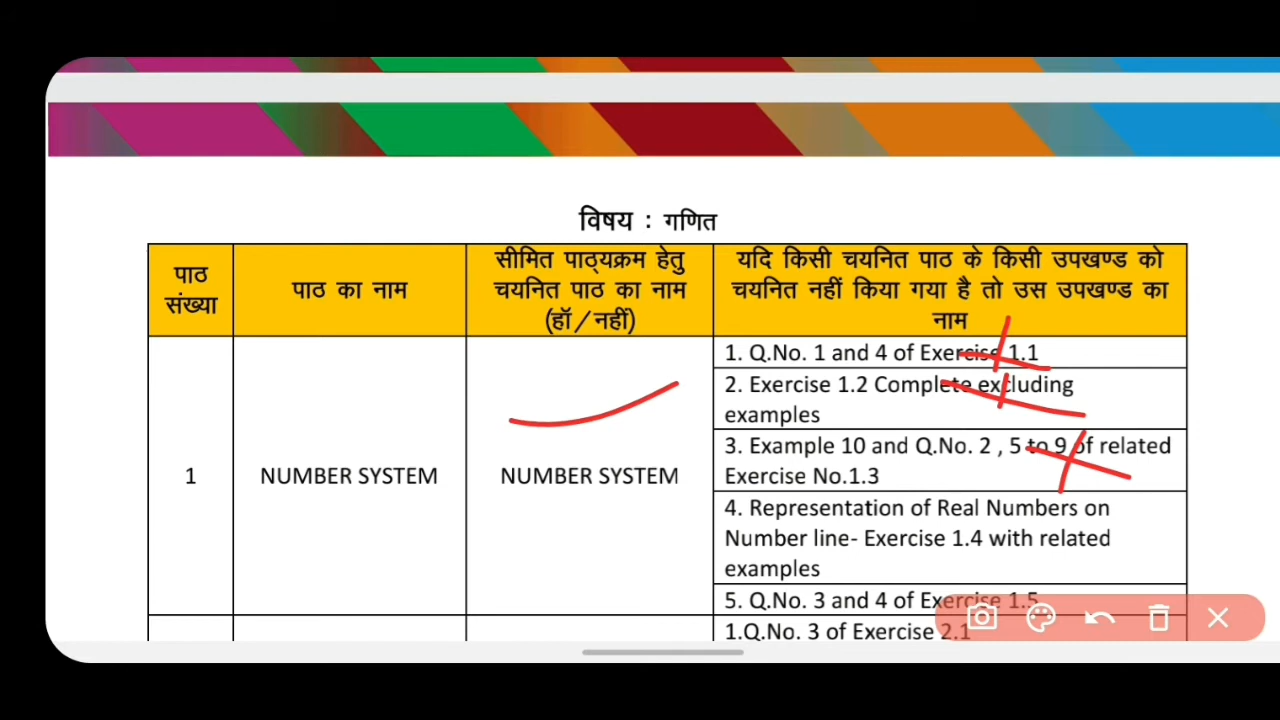 विषय : गणित
पाठ
संख्या
पाठ का नाम
सीमित पाठ्यक्रम हेतु
चयनित पाठ का नाम
(हॉ/नहीं)
यदि किसी चयनित पाठ के किसी उपखण्ड को
चयनित नहीं किया गया है तो उस उपखण्ड का
नाम
1
NUMBER SYSTEM
NUMBER SYSTEM
1. Q.No. 1 and 4 of Exercise 1.1
2. Exercise 1.2 Complete excluding
examples
3. Example 10 and Q.No. 2 , 5 to 9 of related
Exercise No.1.3
4. Representation of Real Numbers on
Number line- Exercise 1.4 with related
examples
5. Q.No. 3 and 4 of Exercise 1.5
1.Q.No. 3 of Exercise 2.1